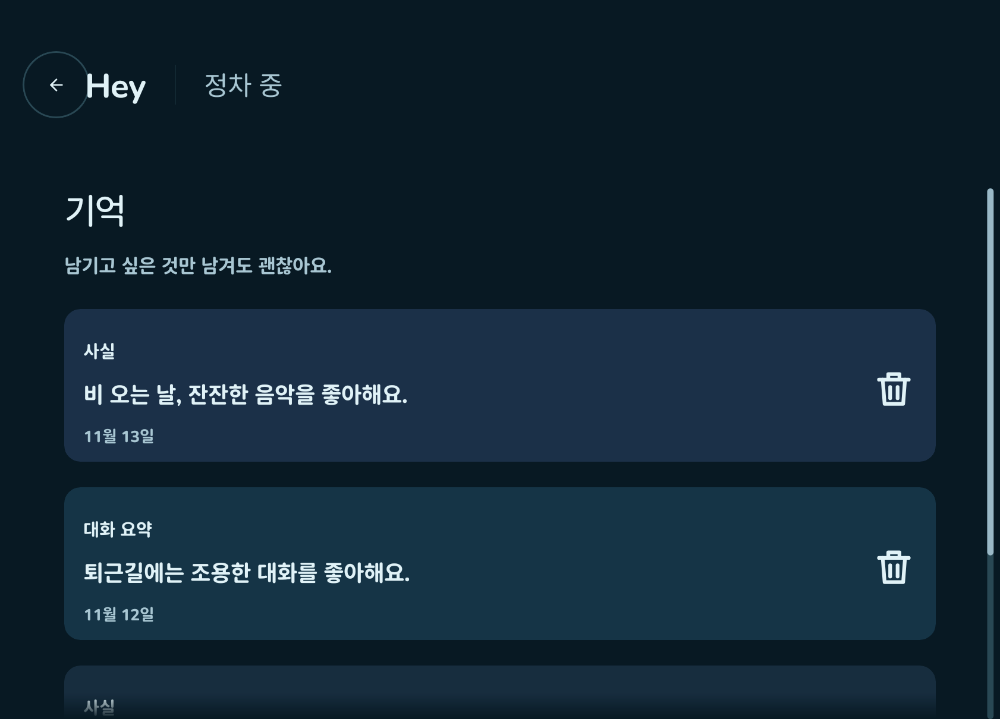 Hey
정차 중
기억
남기고 싶은 것만 남겨도 괜찮아요.
사실
비 오는 날, 잔잔한 음악을 좋아해요.
11월 13일
대화 요약
퇴근길에는 조용한 대화를 좋아해요.
11월 12일
사실